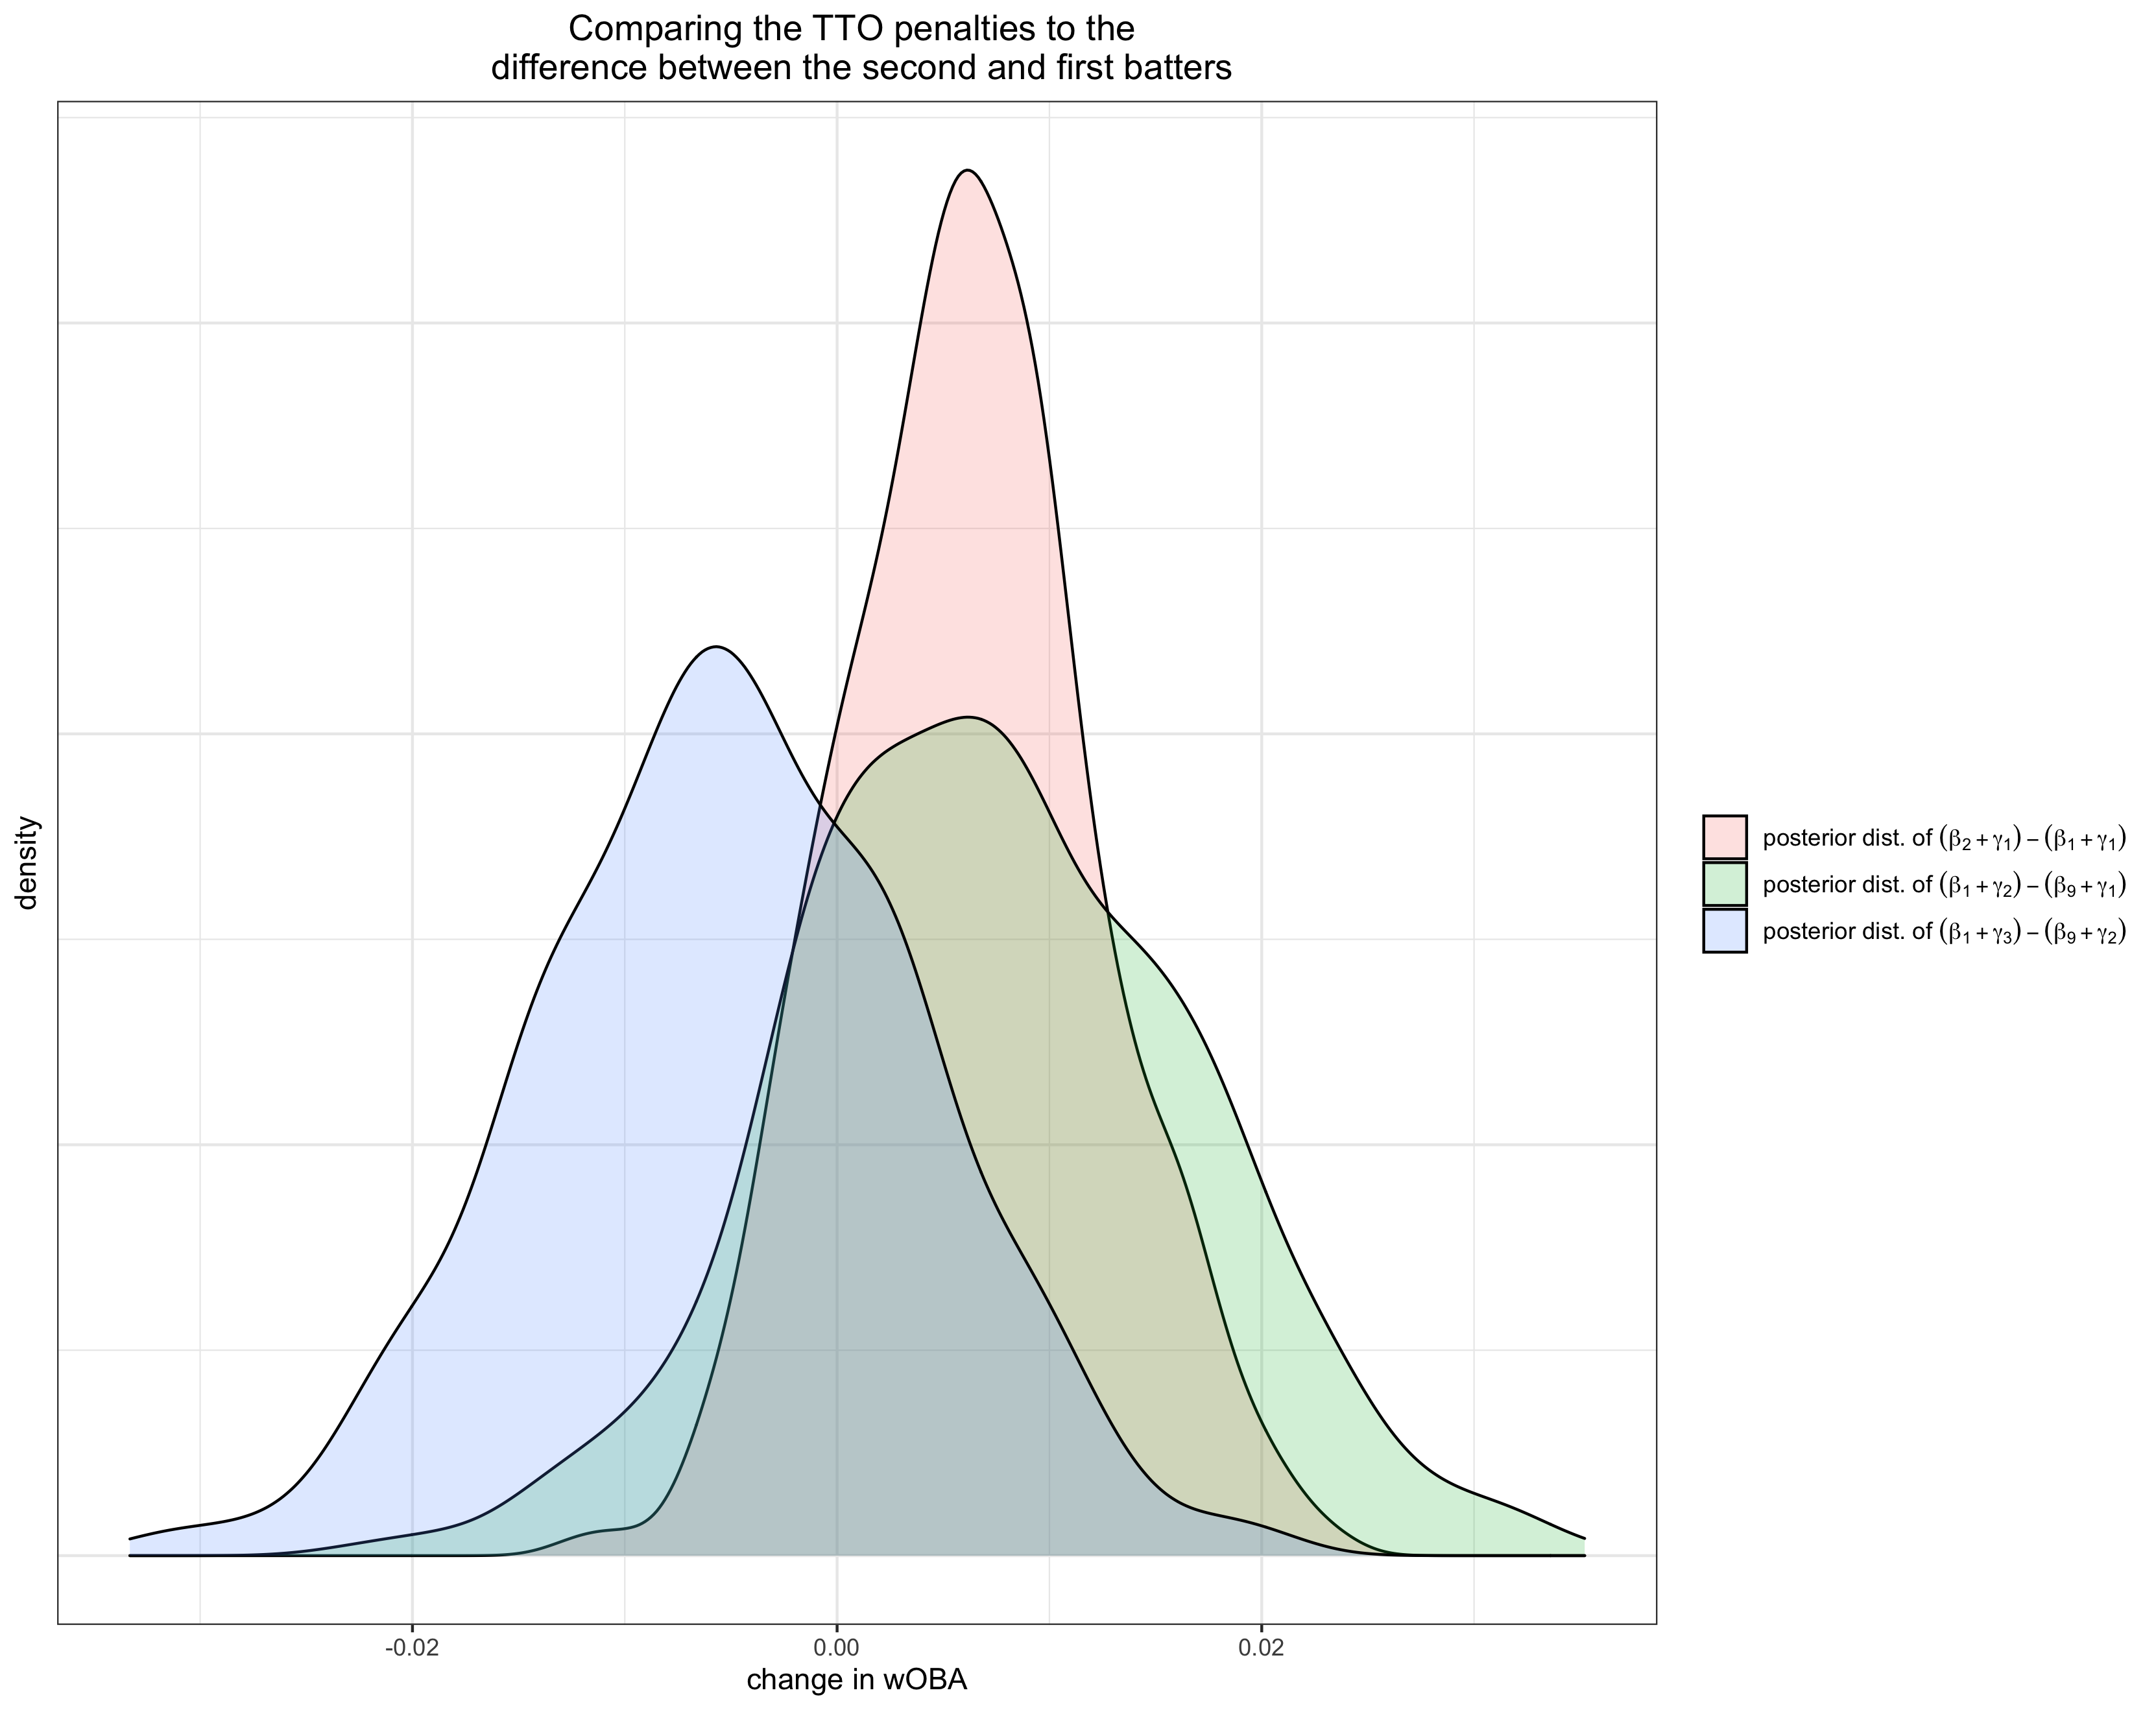 Comparing the TTO penalties to the
difference between the second and first batters
density
-0.02
0.00
0.02
change in wOBA
posterior dist. of (β₂ + γ₁) − (β₁ + γ₁)
posterior dist. of (β₁ + γ₂) − (β₉ + γ₁)
posterior dist. of (β₁ + γ₃) − (β₉ + γ₂)